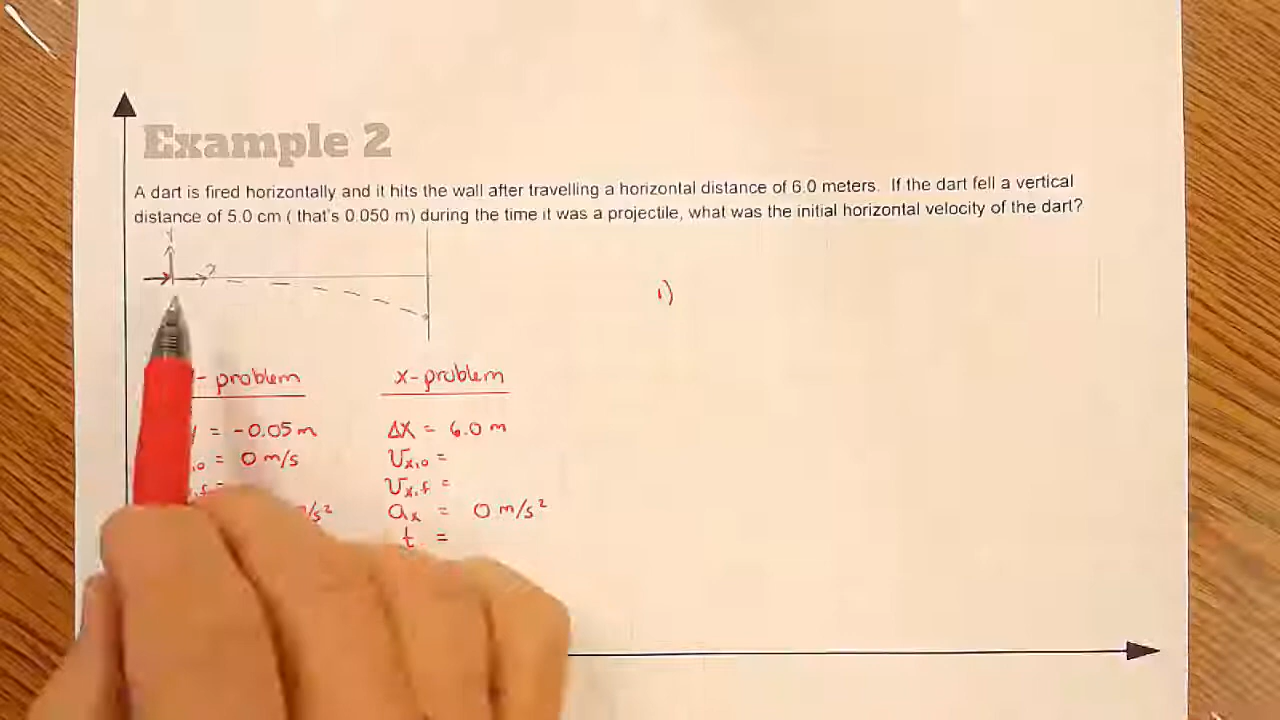 Example 2
A dart is fired horizontally and it hits the wall after travelling a horizontal distance of 6.0 meters. If the dart fell a vertical
distance of 5.0 cm ( that's 0.050 m) during the time it was a projectile, what was the initial horizontal velocity of the dart?
1)
- problem
= -0.05 m
,o = 0 m/s
,f =
m/s²
x-problem
Δx = 6.0 m
Vx,o =
Vx,f =
ax = 0 m/s²
t =